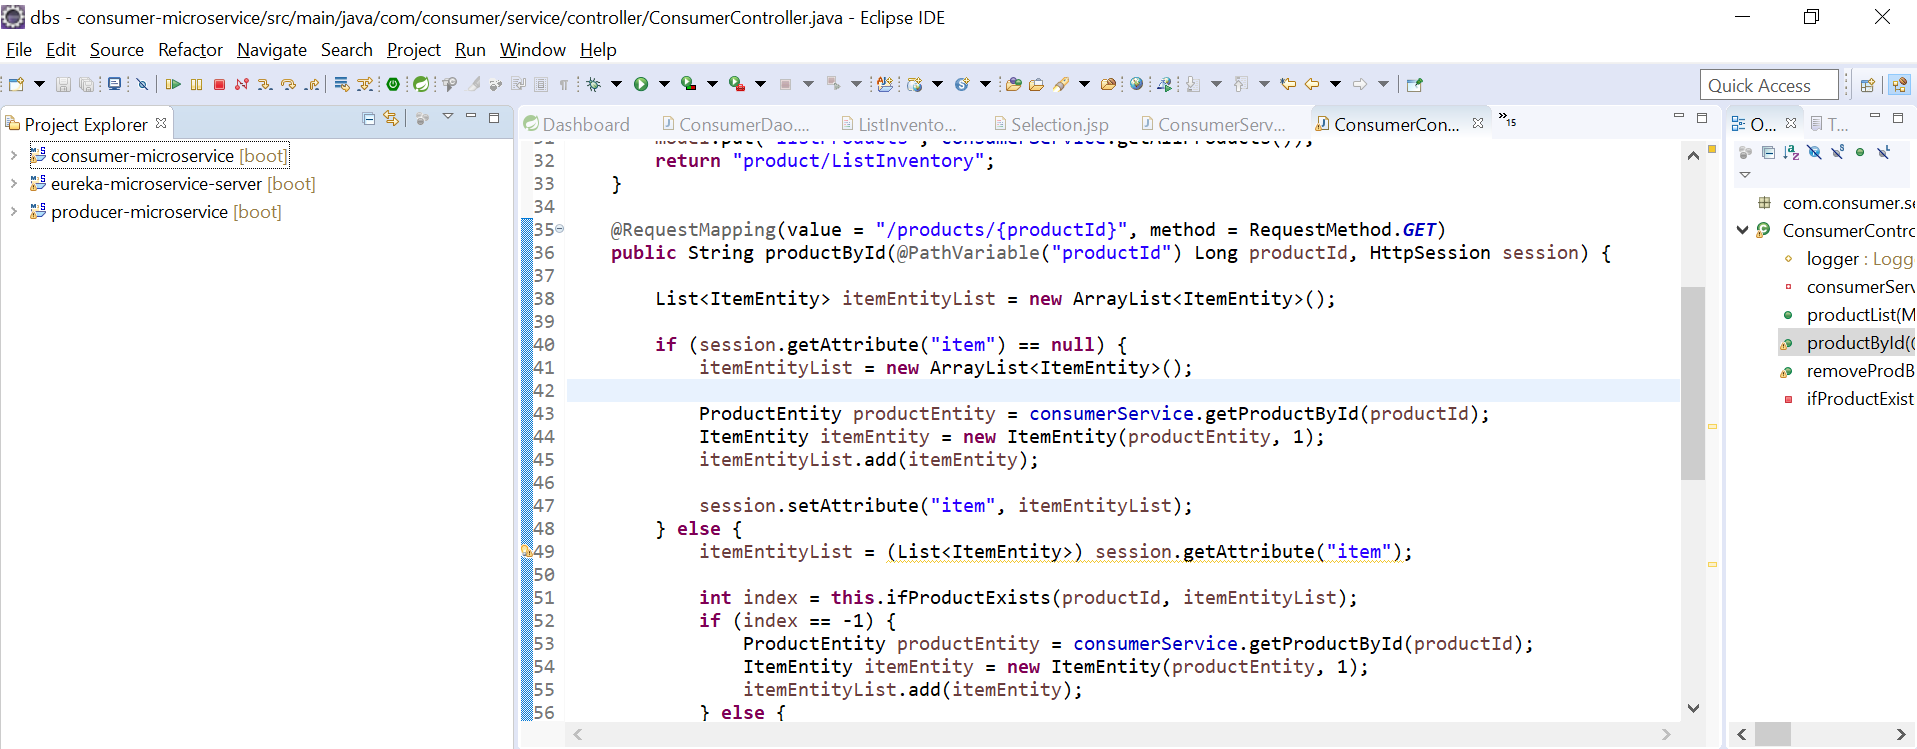 dbs - consumer-microservice/src/main/java/com/consumer/service/controller/ConsumerController.java - Eclipse IDE
File Edit Source Refactor Navigate Search Project Run Window Help
Quick Access
Project Explorer
consumer-microservice [boot]
eureka-microservice-server [boot]
producer-microservice [boot]
Dashboard ConsumerDao.... ListInvento... Selection.jsp ConsumerServ... ConsumerCon... »15
31 model.put("listProducts", consumerService.getAllProducts());
32 return "product/ListInventory";
33 }
34
35 @RequestMapping(value = "/products/{productId}", method = RequestMethod.GET)
36 public String productById(@PathVariable("productId") Long productId, HttpSession session) {
37
38 List<ItemEntity> itemEntityList = new ArrayList<ItemEntity>();
39
40 if (session.getAttribute("item") == null) {
41 itemEntityList = new ArrayList<ItemEntity>();
42
43 ProductEntity productEntity = consumerService.getProductById(productId);
44 ItemEntity itemEntity = new ItemEntity(productEntity, 1);
45 itemEntityList.add(itemEntity);
46
47 session.setAttribute("item", itemEntityList);
48 } else {
49 itemEntityList = (List<ItemEntity>) session.getAttribute("item");
50
51 int index = this.ifProductExists(productId, itemEntityList);
52 if (index == -1) {
53 ProductEntity productEntity = consumerService.getProductById(productId);
54 ItemEntity itemEntity = new ItemEntity(productEntity, 1);
55 itemEntityList.add(itemEntity);
56 } else {
O... T...
com.consumer.se
ConsumerContro
logger : Logg
consumerServ
productList(M
productById(@
removeProdB
ifProductExist